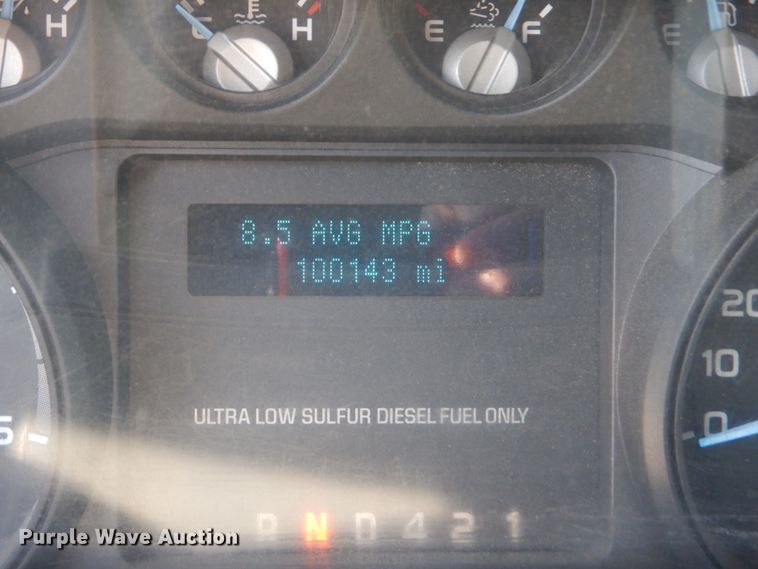 H C H E F E
8.5 AVG MPG
100143 mi
20
10
0
ULTRA LOW SULFUR DIESEL FUEL ONLY
5
N D 4 2 1
Purple Wave Auction